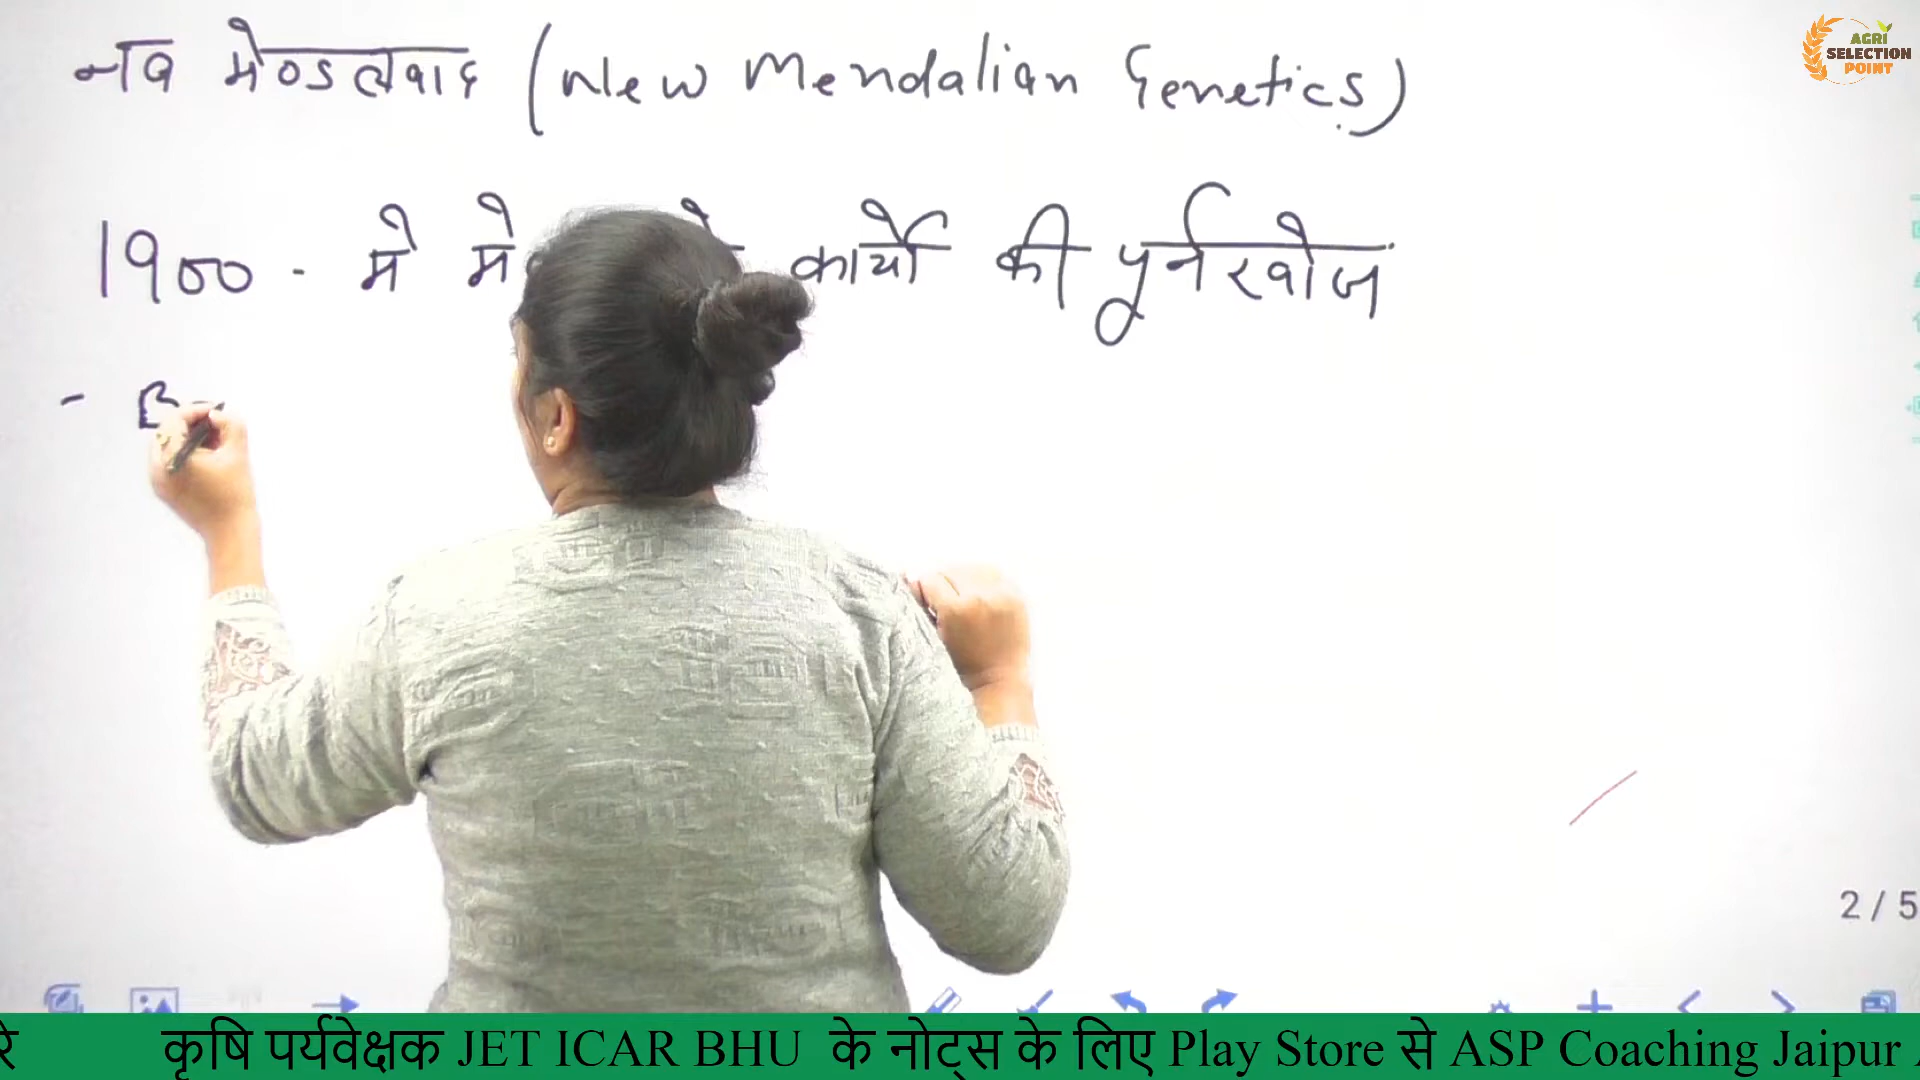 नव मेण्डलवाद (New Mendalian Genetics)
AGRI
SELECTION
POINT
1900 - मे कार्यो की पूर्नरखोज
-
2 / 5
रे कृषि पर्यवेक्षक JET ICAR BHU के नोट्स के लिए Play Store से ASP Coaching Jaipur